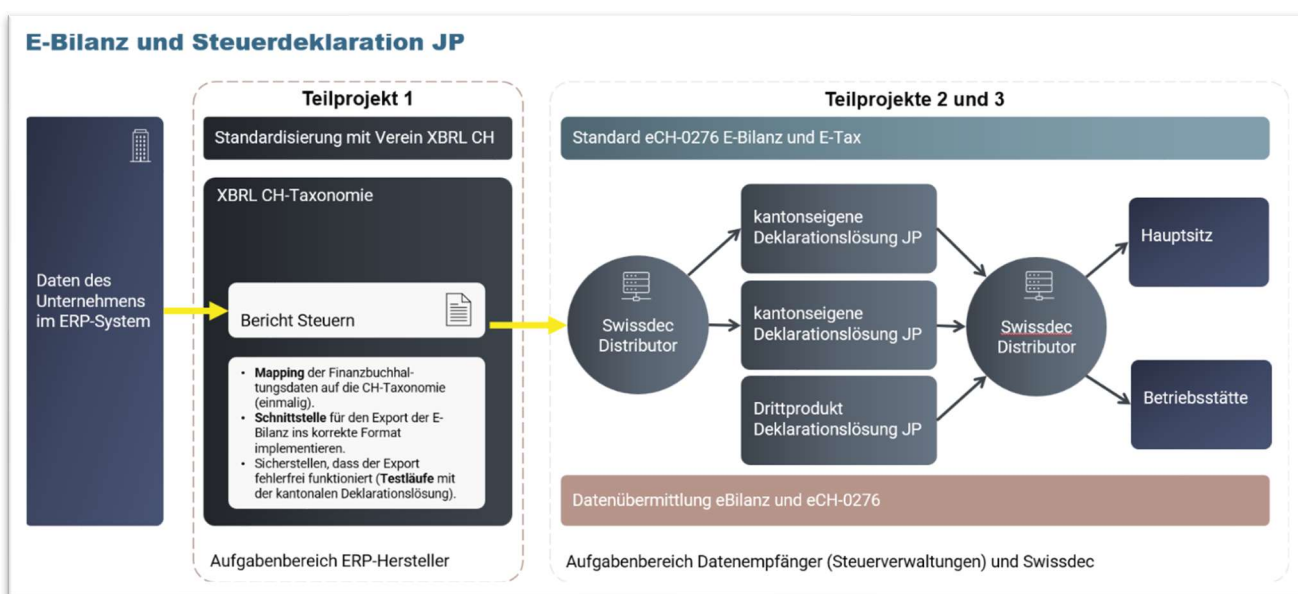 E-Bilanz und Steuerdeklaration JP
Teilprojekt 1
Teilprojekte 2 und 3
Standardisierung mit Verein XBRL CH
Standard eCH-0276 E-Bilanz und E-Tax
Daten des
Unternehmens
im ERP-System
XBRL CH-Taxonomie
Bericht Steuern
• Mapping der Finanzbuchhal-
tungsdaten auf die CH-Taxonomie
(einmalig).
• Schnittstelle für den Export der E-
Bilanz ins korrekte Format
implementieren.
• Sicherstellen, dass der Export
fehlerfrei funktioniert (Testläufe mit
der kantonalen Deklarationslösung).
Swissdec
Distributor
kantonseigene
Deklarationslösung JP
kantonseigene
Deklarationslösung JP
Drittprodukt
Deklarationslösung JP
Swissdec
Distributor
Hauptsitz
Betriebsstätte
Datenübermittlung eBilanz und eCH-0276
Aufgabenbereich ERP-Hersteller
Aufgabenbereich Datenempfänger (Steuerverwaltungen) und Swissdec